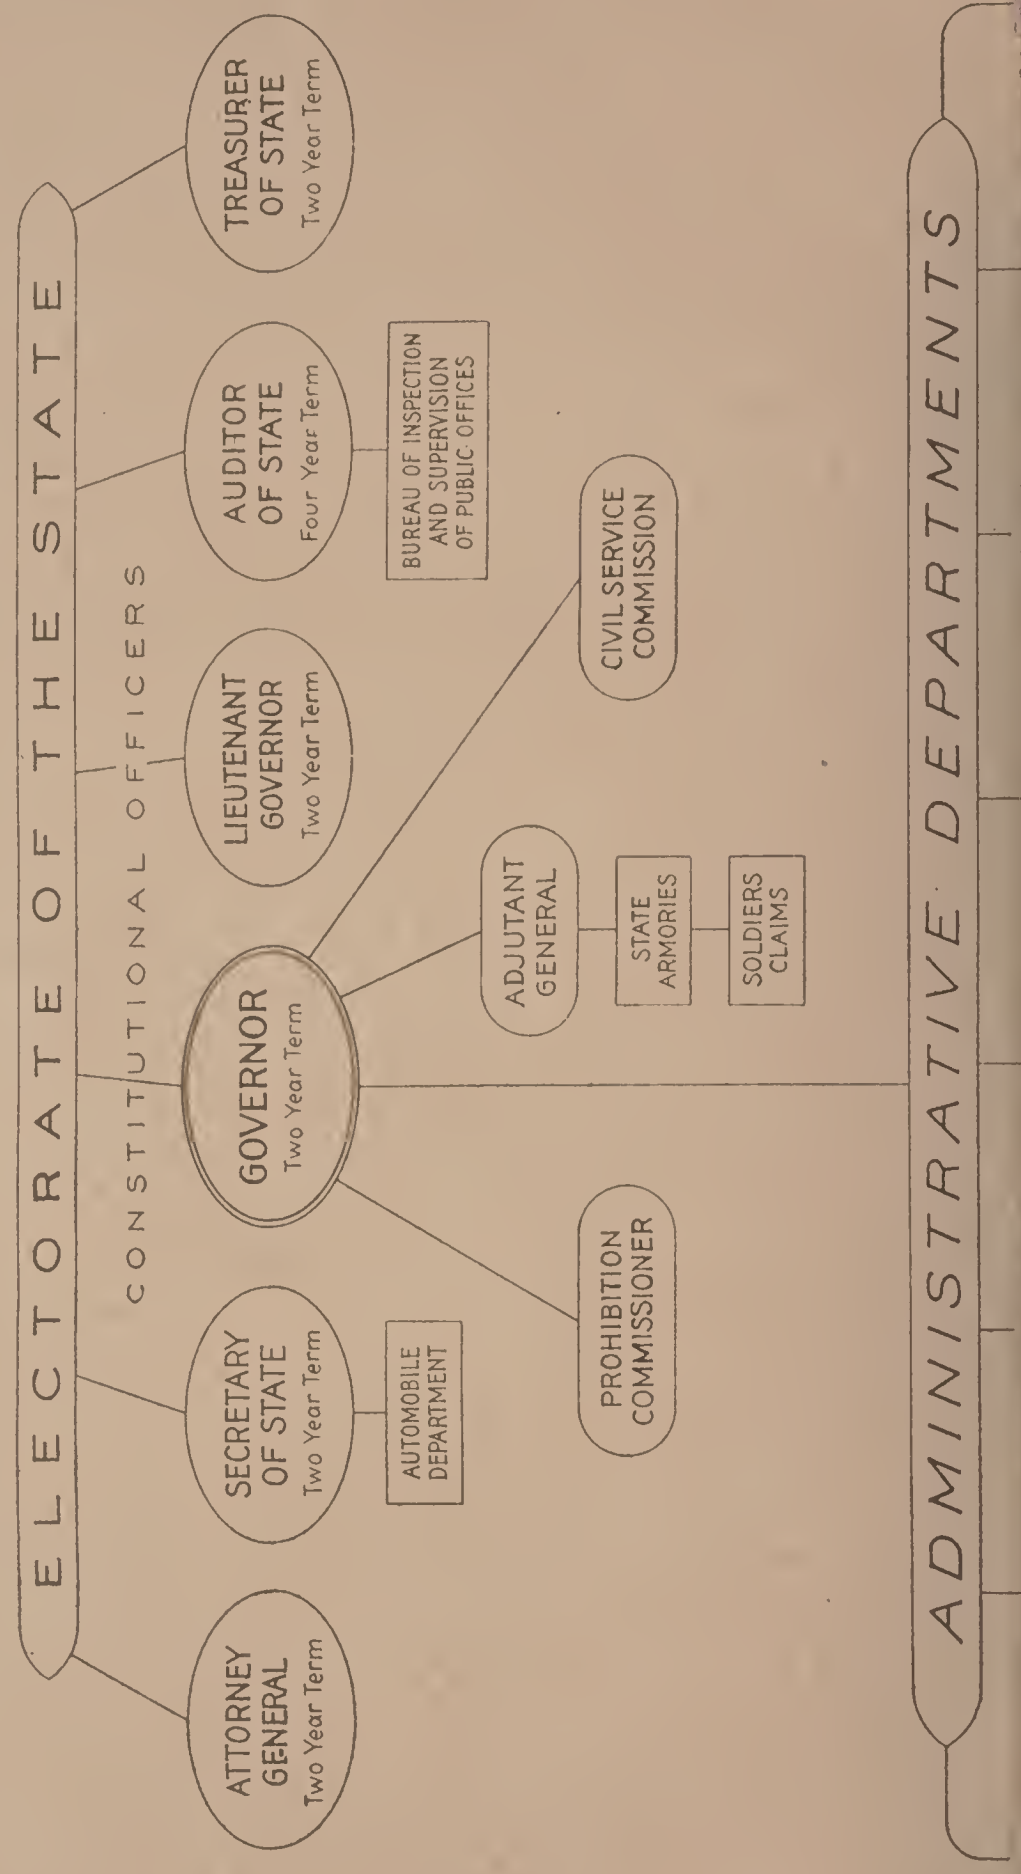 ELECTORATE OF THE STATE
CONSTITUTIONAL OFFICERS
ATTORNEY
GENERAL
Two Year Term
SECRETARY
OF STATE
Two Year Term
GOVERNOR
Two Year Term
LIEUTENANT
GOVERNOR
Two Year Term
AUDITOR
OF STATE
Four Year Term
TREASURER
OF STATE
Two Year Term
AUTOMOBILE
DEPARTMENT
BUREAU OF INSPECTION
AND SUPERVISION
OF PUBLIC OFFICES
PROHIBITION
COMMISSIONER
ADJUTANT
GENERAL
STATE
ARMORIES
SOLDIERS
CLAIMS
CIVIL SERVICE
COMMISSION
ADMINISTRATIVE DEPARTMENTS